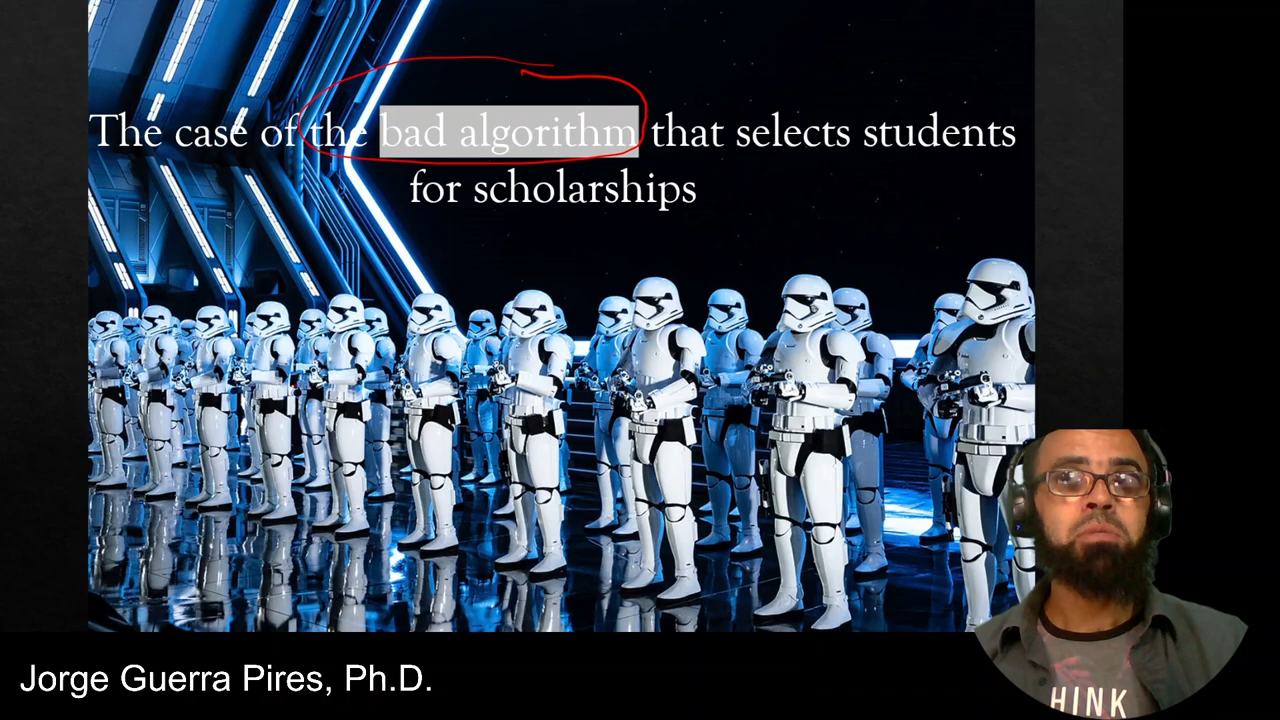 The case of the bad algorithm that selects students
for scholarships
HINK
Jorge Guerra Pires, Ph.D.